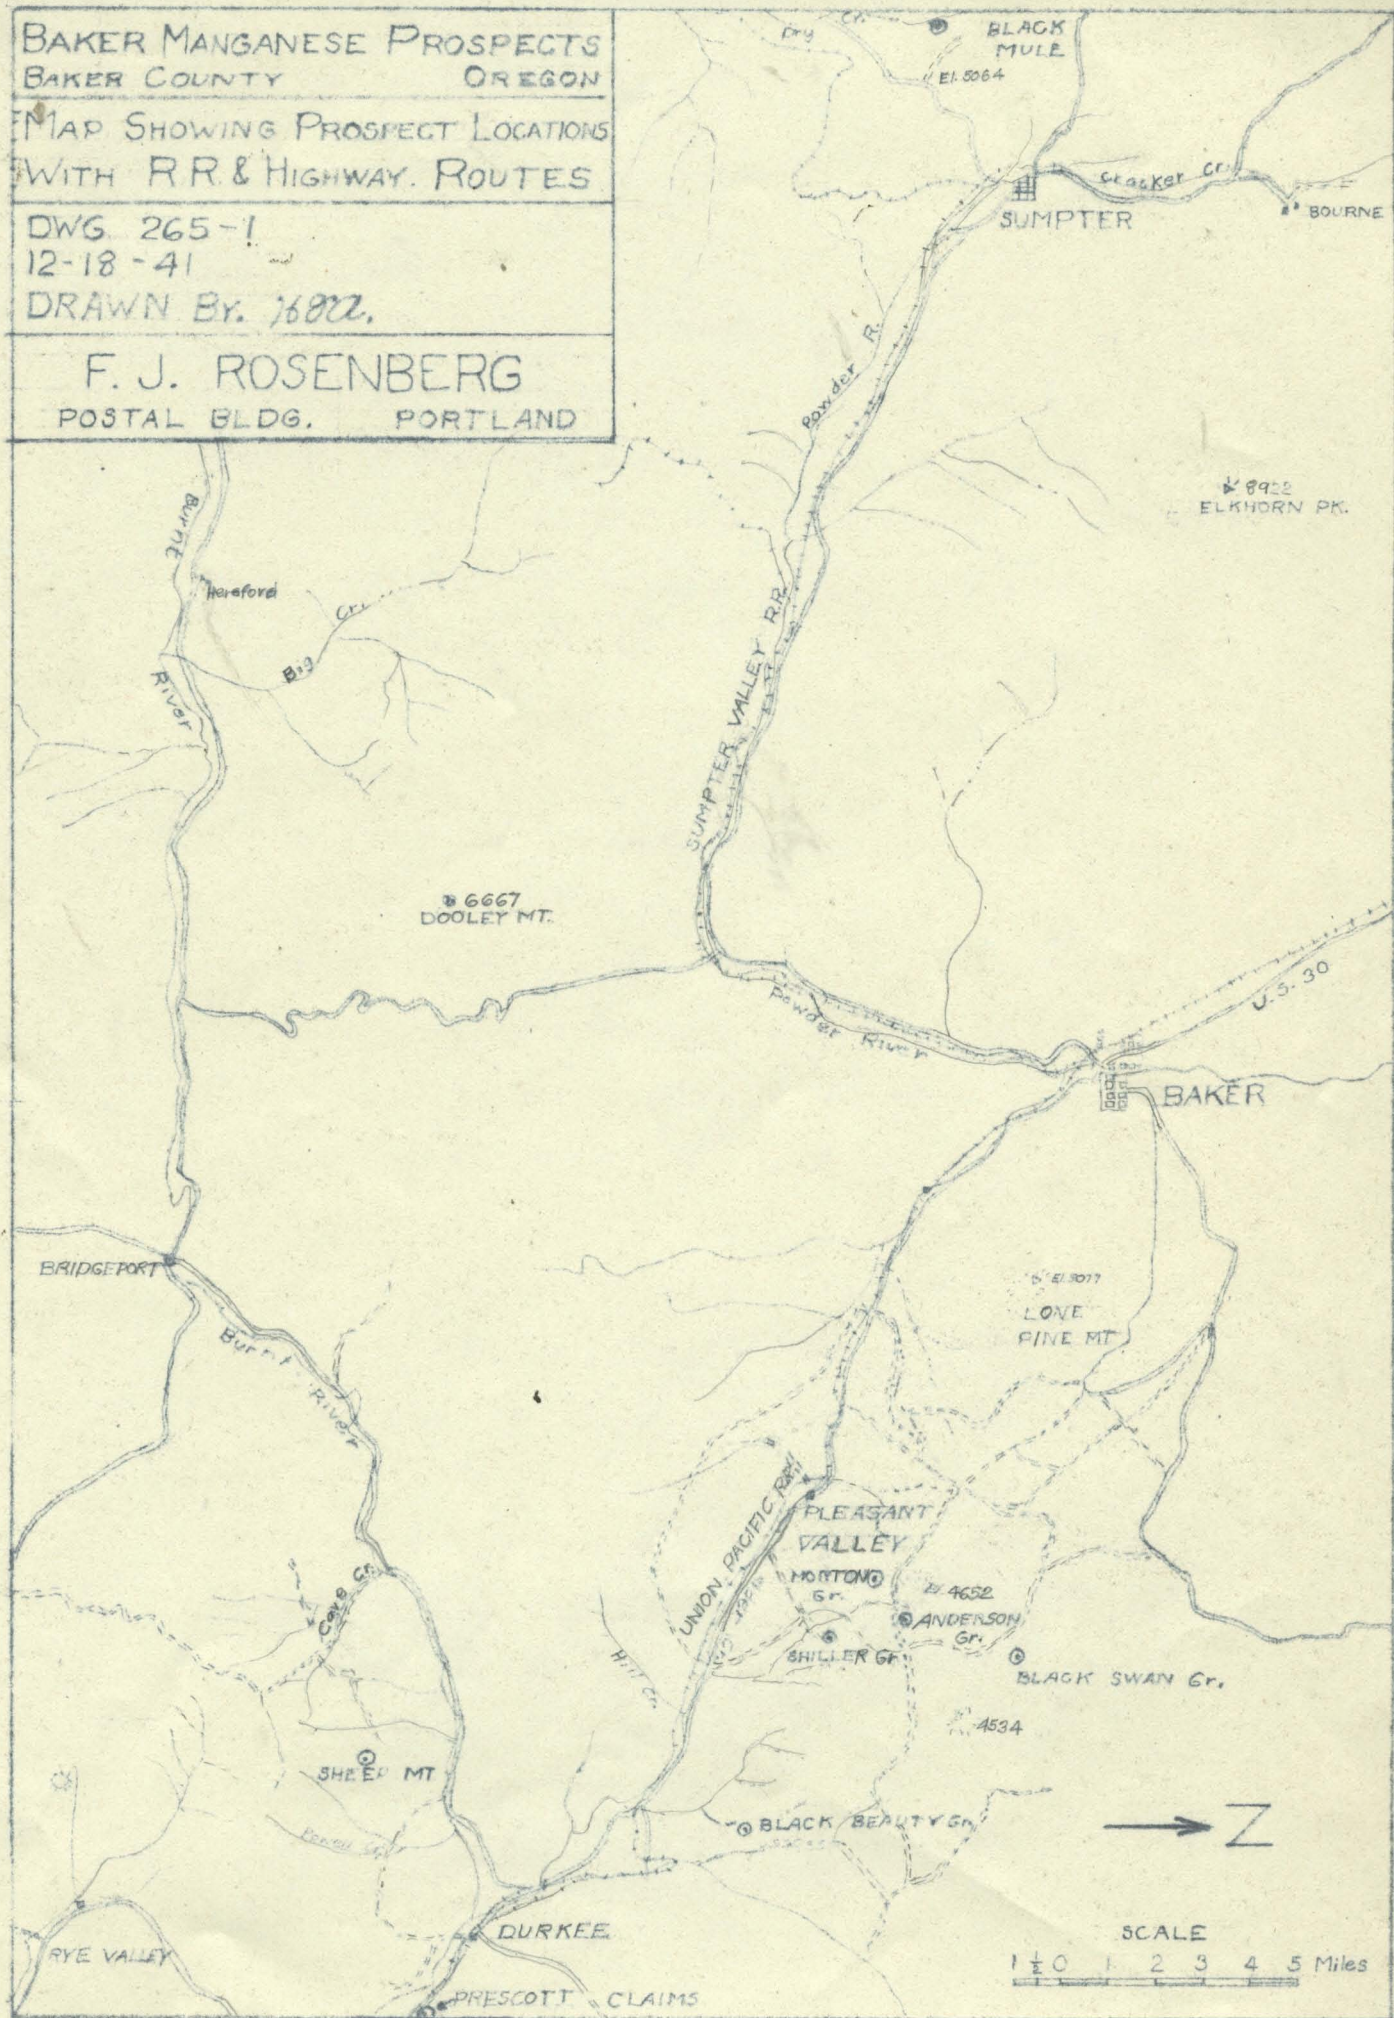 BAKER MANGANESE PROSPECTS
BAKER COUNTY OREGON
MAP SHOWING PROSPECT LOCATIONS
WITH R R & HIGHWAY. ROUTES
DWG. 265-1
12-18-41
DRAWN BY.
F. J. ROSENBERG
POSTAL BLDG. PORTLAND
Dry Cr.
BLACK
MULE
El. 5064
Cracker Cr.
SUMPTER
BOURNE
Powder R.
8922
ELKHORN PK.
Burnt
River
Hereford
Big Cr.
SUMPTER VALLEY R.R.
6667
DOOLEY MT.
U.S. 30
Powder River
BAKER
BRIDGEPORT
Burnt
River
LONE
PINE MT
UNION PACIFIC RR
PLEASANT
VALLEY
MORTON
Gr.
4652
ANDERSON
Gr.
SHILLER Gr.
BLACK SWAN Gr.
Cave Cr.
Hill Cr.
4534
SHEEP MT
BLACK BEAUTY Gr.
Z
DURKEE
RYE VALLEY
PRESCOTT CLAIMS
SCALE
1 ½ 0 1 2 3 4 5 Miles